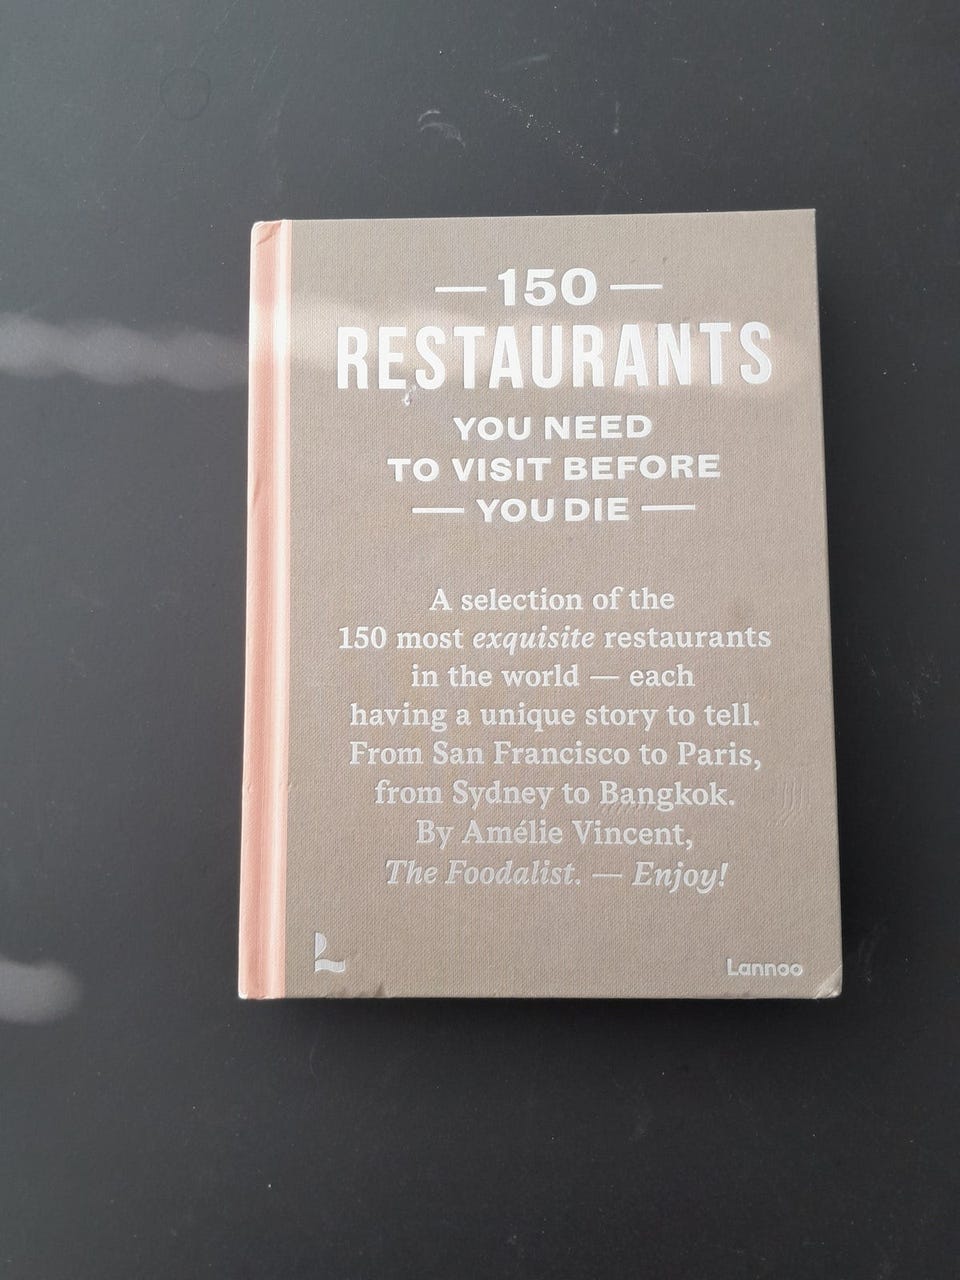 — 150 —
RESTAURANTS
YOU NEED
TO VISIT BEFORE
— YOU DIE —
A selection of the
150 most exquisite restaurants
in the world — each
having a unique story to tell.
From San Francisco to Paris,
from Sydney to Bangkok.
By Amélie Vincent,
The Foodalist. — Enjoy!
Lannoo